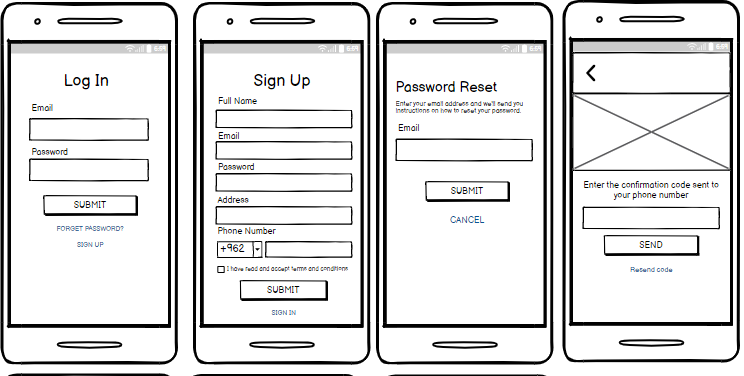 Log In
Email
Password
SUBMIT
FORGET PASSWORD?
SIGN UP
Sign Up
Full Name
Email
Password
Address
Phone Number
+962
I have read and accept terms and conditions
SUBMIT
SIGN IN
Password Reset
Enter your email address and we'll send you
instructions on how to reset your password.
Email
SUBMIT
CANCEL
Enter the confirmation code sent to
your phone number
SEND
Resend code